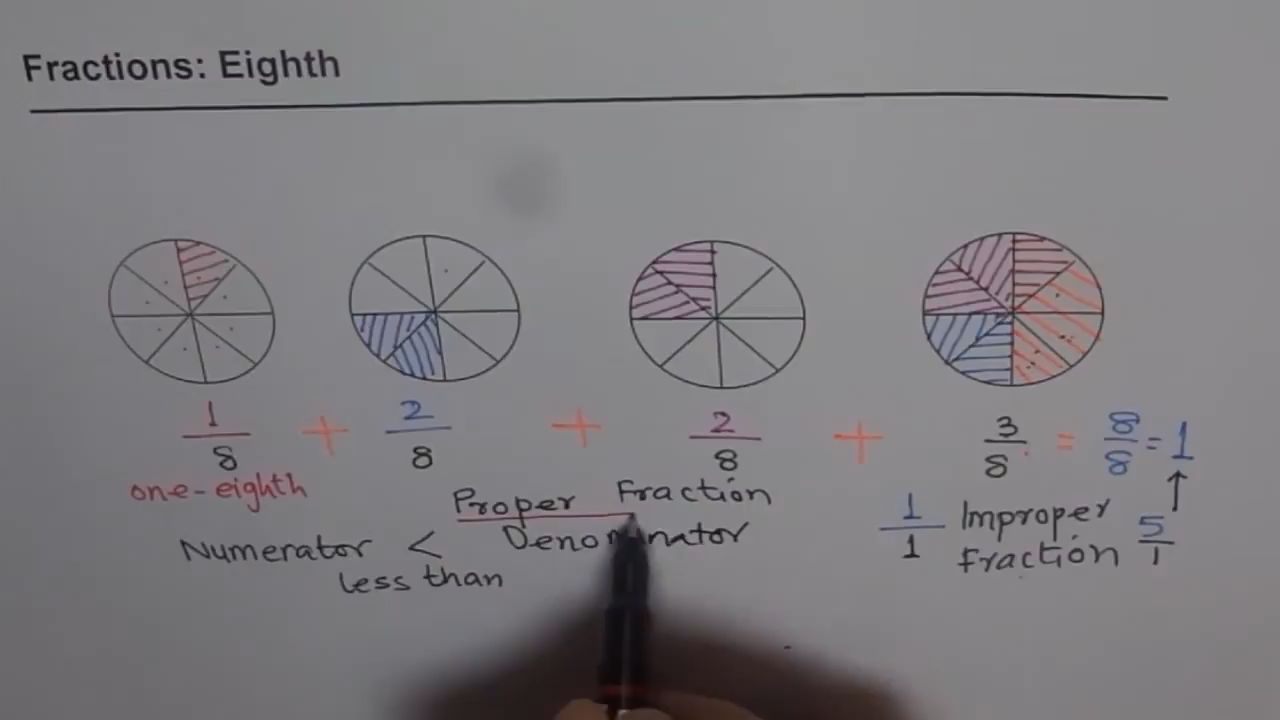 Fractions: Eighth
1/8 + 2/8 + 2/8 + 3/8 = 8/8 = 1
one-eighth
Proper Fraction
Numerator < Denominator
less than
1/1 Improper Fraction 5/1